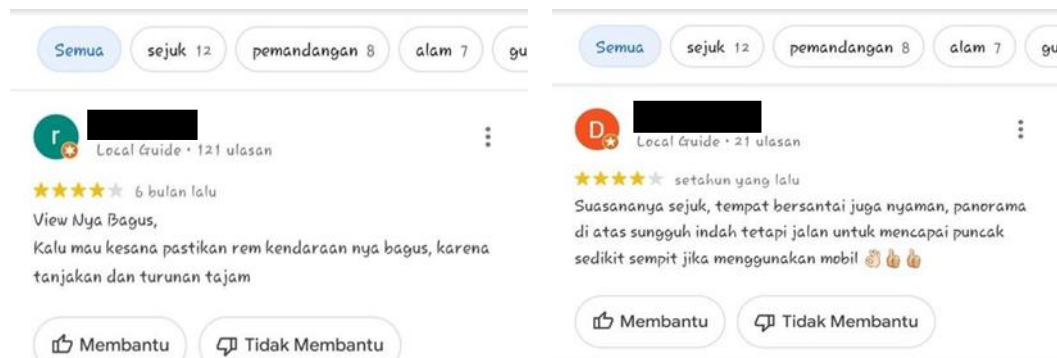 Semua sejuk 12 pemandangan 8 alam 7 gu
r
Local Guide • 121 ulasan
6 bulan lalu
View Nya Bagus,
Kalu mau kesana pastikan rem kendaraan nya bagus, karena
tanjakan dan turunan tajam
Membantu Tidak Membantu
Semua sejuk 12 pemandangan 8 alam 7 gu
D
Local Guide • 21 ulasan
setahun yang lalu
Suasananya sejuk, tempat bersantai juga nyaman, panorama
di atas sungguh indah tetapi jalan untuk mencapai puncak
sedikit sempit jika menggunakan mobil 👌🏻👍🏻👍🏻
Membantu Tidak Membantu